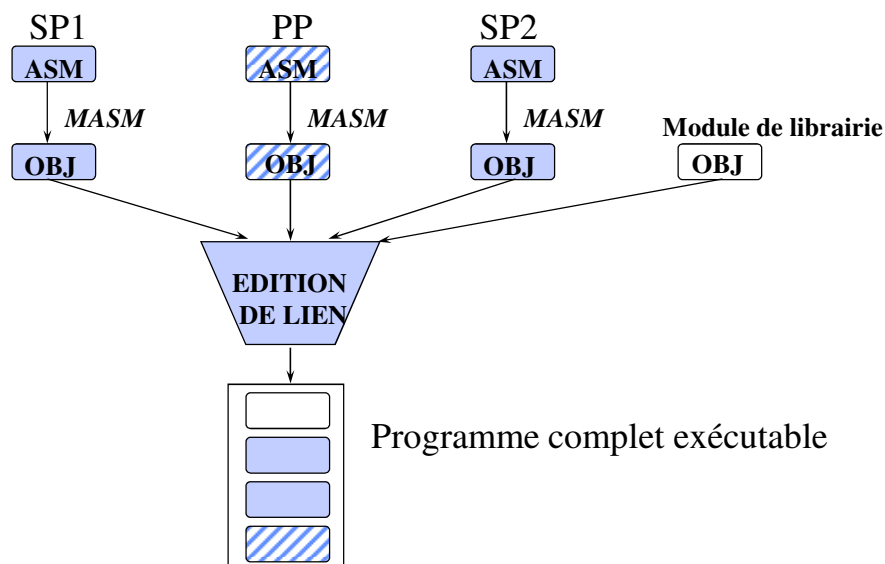 SP1 PP SP2
ASM ASM ASM
MASM MASM MASM
Module de librairie
OBJ OBJ OBJ OBJ
EDITION
DE LIEN
Programme complet exécutable